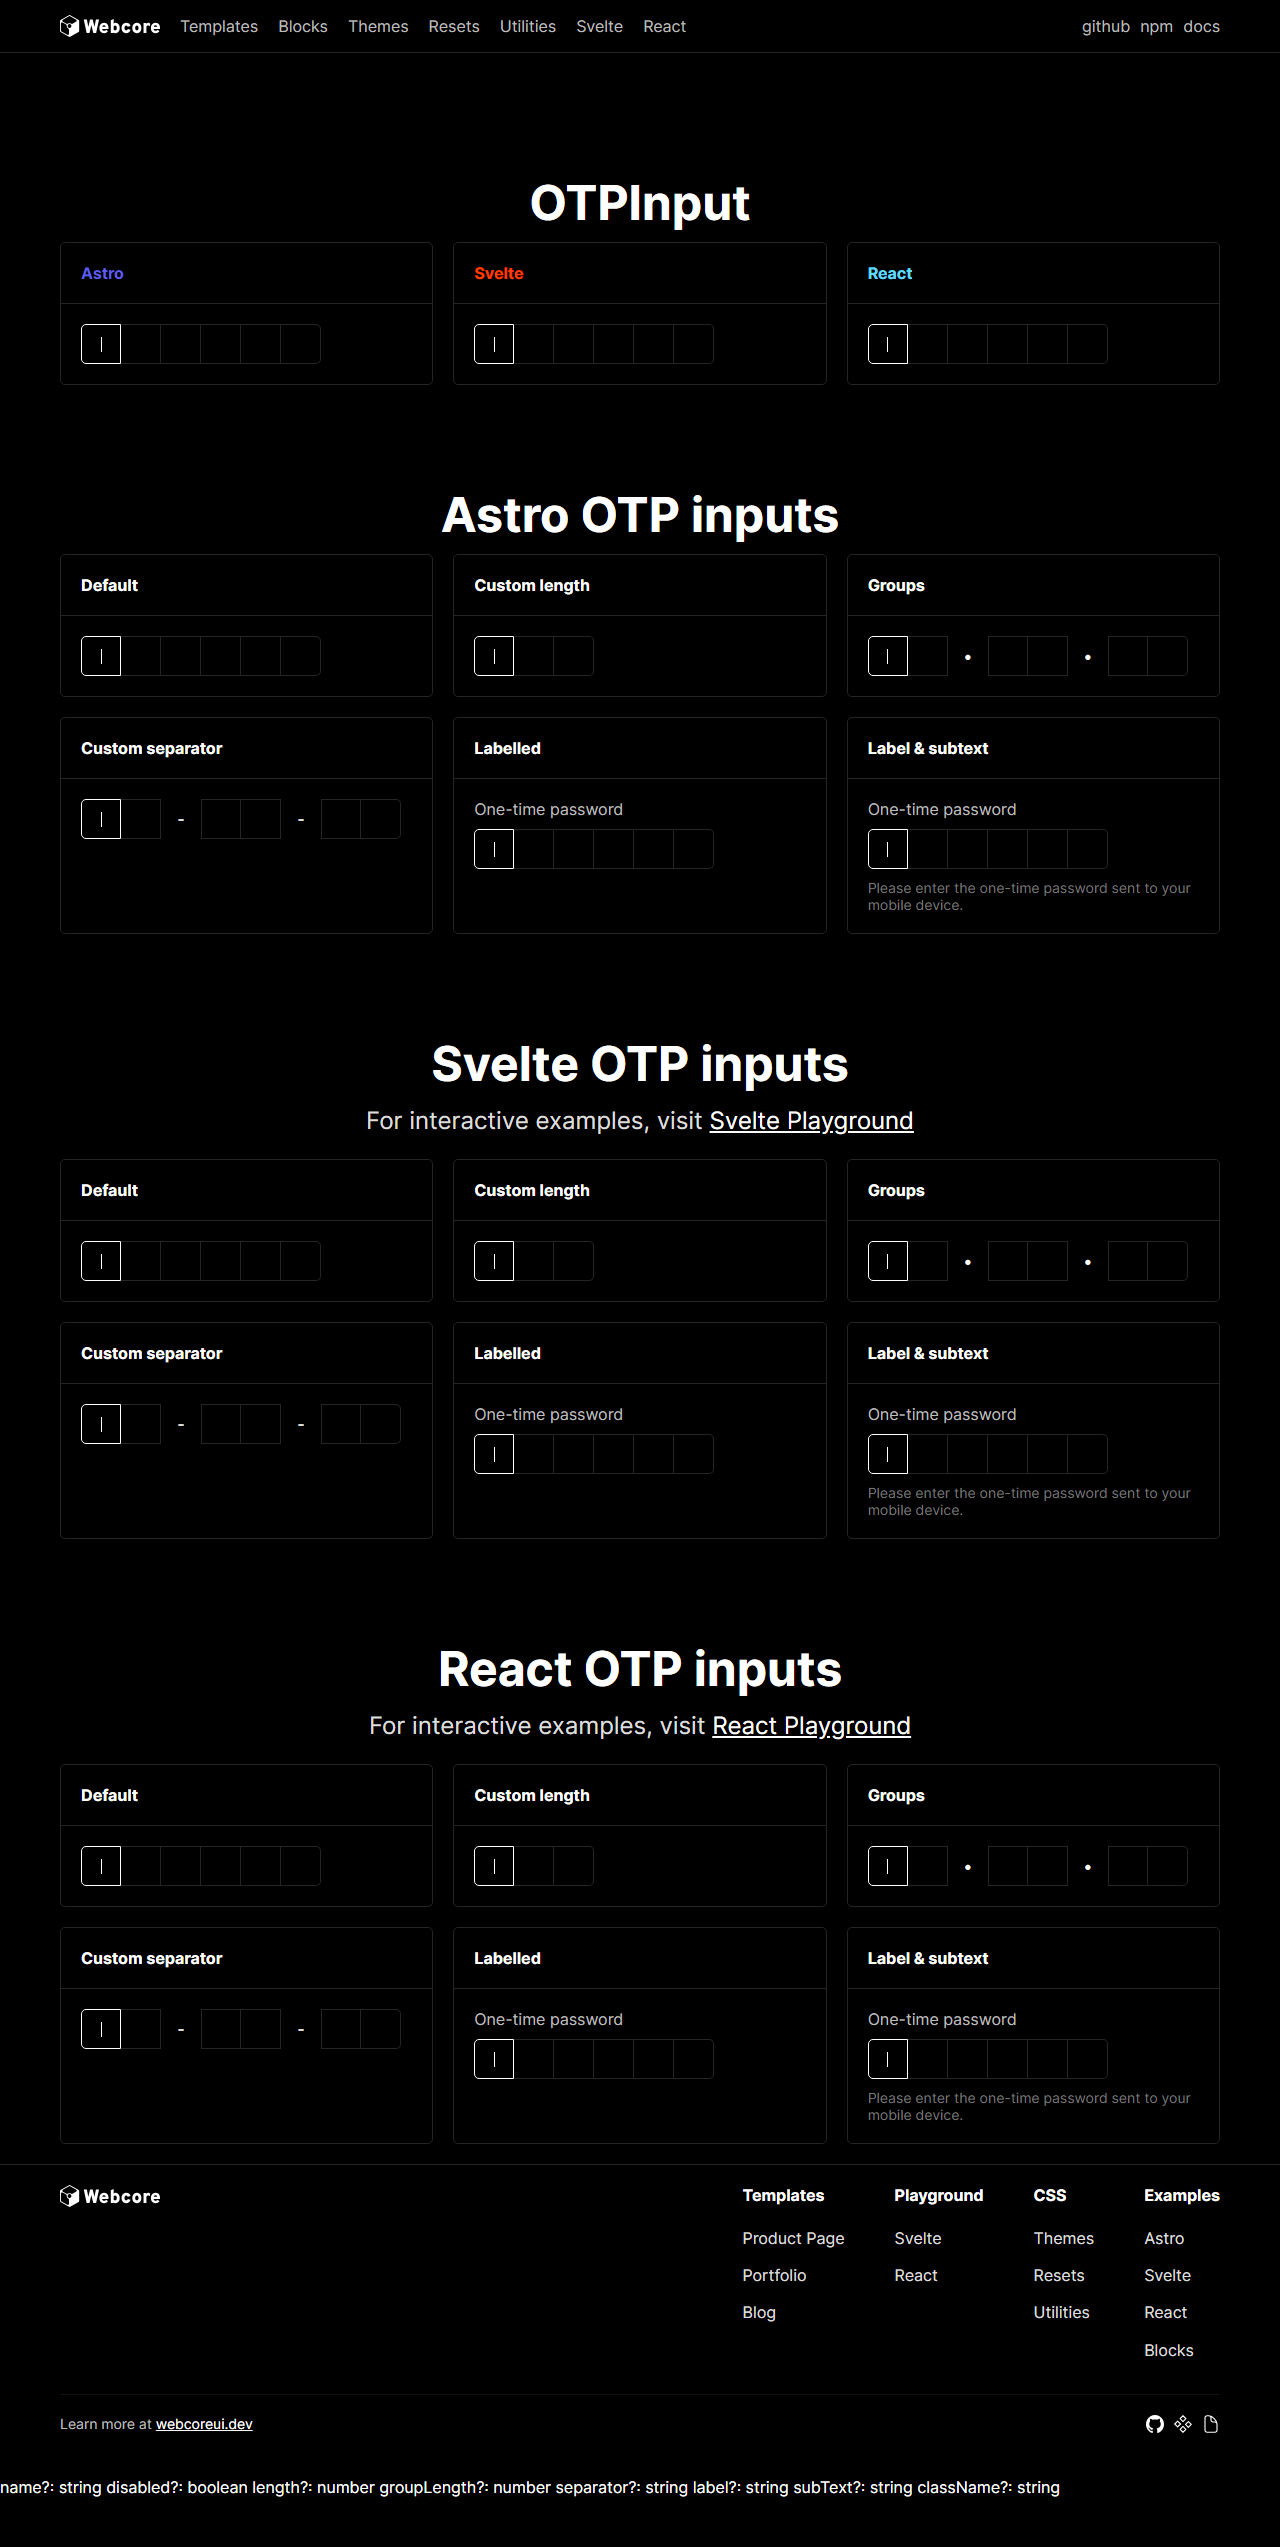 Webcore Templates Blocks Themes Resets Utilities Svelte React github npm docs
OTPInput
Astro Svelte React
Astro OTP inputs
Default Custom length Groups
• •
Custom separator Labelled Label & subtext
One-time password One-time password
- -
Please enter the one-time password sent to your
mobile device.
Svelte OTP inputs
For interactive examples, visit Svelte Playground
Default Custom length Groups
• •
Custom separator Labelled Label & subtext
One-time password One-time password
- -
Please enter the one-time password sent to your
mobile device.
React OTP inputs
For interactive examples, visit React Playground
Default Custom length Groups
• •
Custom separator Labelled Label & subtext
One-time password One-time password
- -
Please enter the one-time password sent to your
mobile device.
Webcore Templates Playground CSS Examples
Product Page Svelte Themes Astro
Portfolio React Resets Svelte
Blog Utilities React
Blocks
Learn more at webcoreui.dev
name?: string disabled?: boolean length?: number groupLength?: number separator?: string label?: string subText?: string className?: string